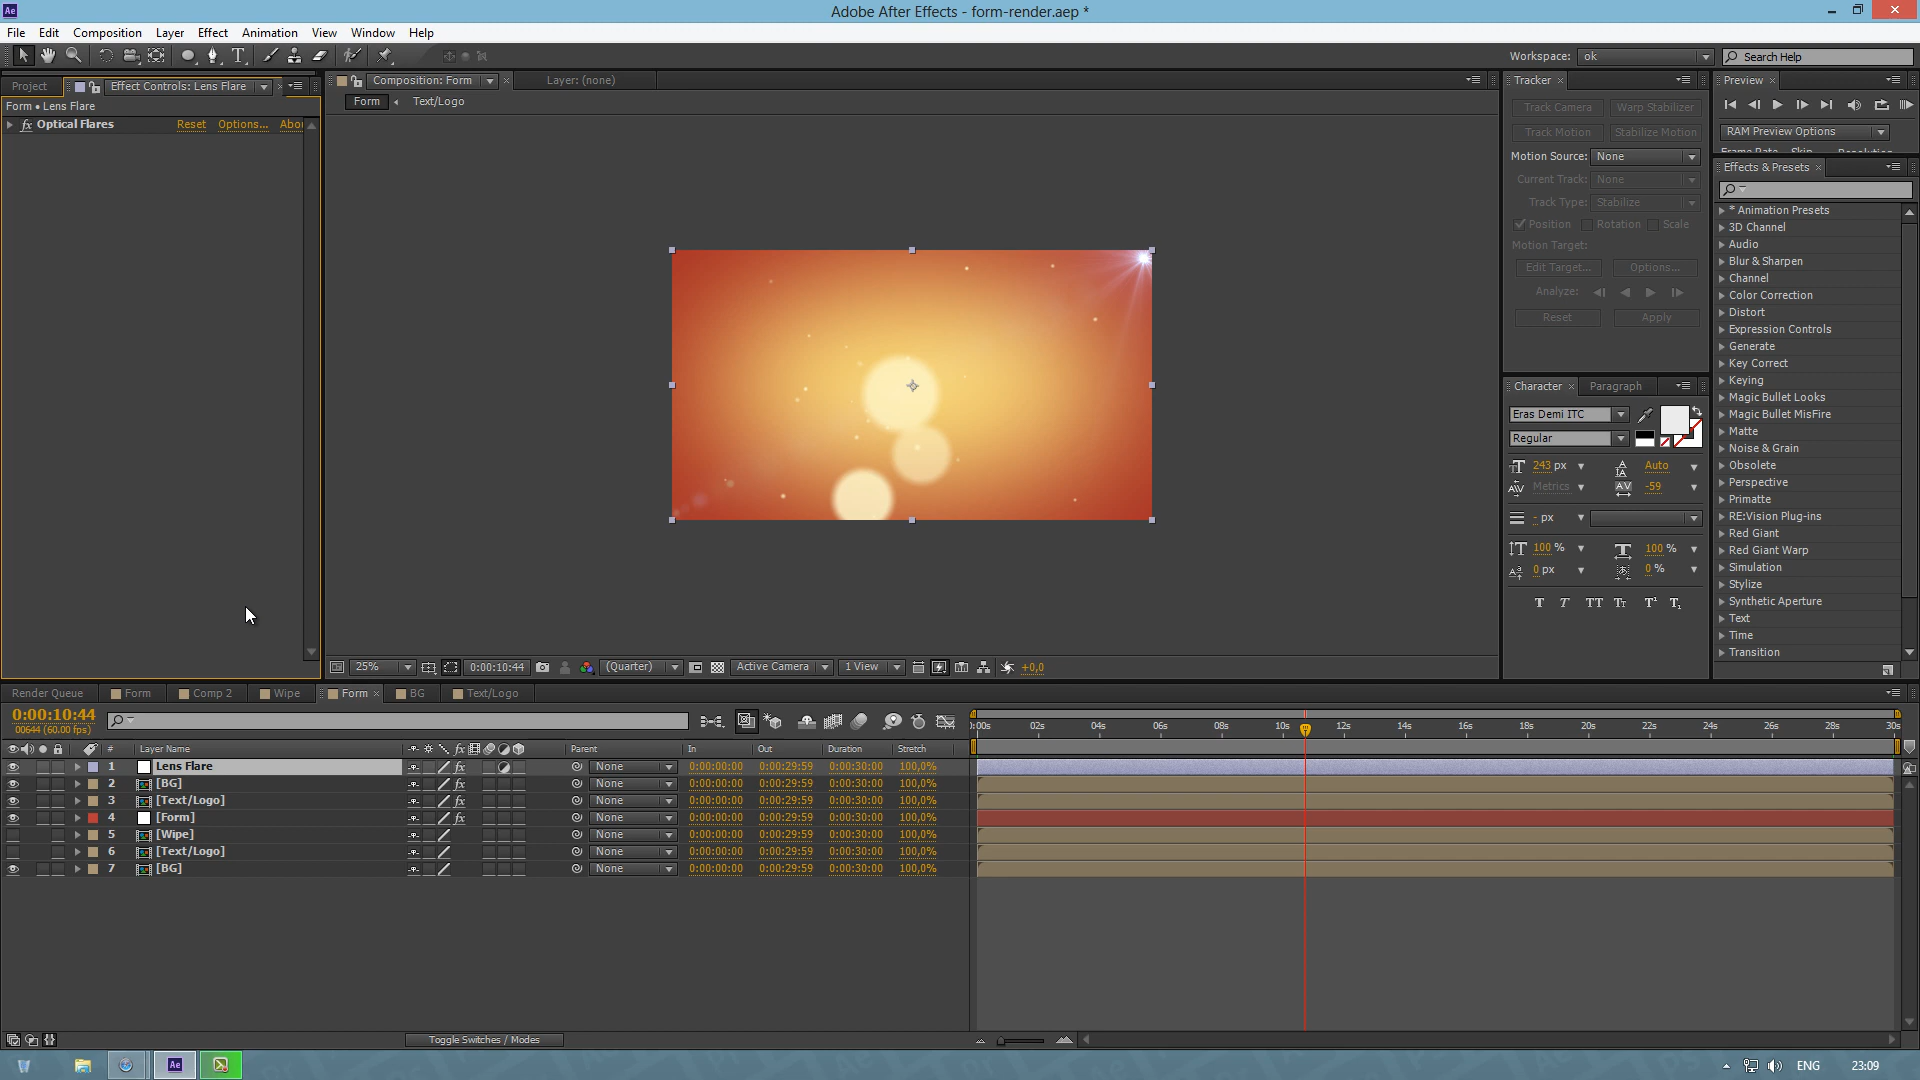 Adobe After Effects - form-render.aep *
File Edit Composition Layer Effect Animation View Window Help
Workspace: ok Search Help
Project Effect Controls: Lens Flare
Form • Lens Flare
Optical Flares Reset Options... Abo
Composition: Form Layer: (none)
Form Text/Logo
25% 0:00:10:44 (Quarter) Active Camera 1 View +0,0
Tracker
Track Camera Warp Stabilizer
Track Motion Stabilize Motion
Motion Source: None
Current Track: None
Track Type: Stabilize
Position Rotation Scale
Motion Target:
Edit Target... Options...
Analyze:
Reset Apply
Character Paragraph
Eras Demi ITC
Regular
243 px Auto
Metrics -59
- px
100 % 100 %
0 px 0 %
T T TT Tt T¹ T₁
Preview
RAM Preview Options
Frame Rate Skip Resolution
Effects & Presets
* Animation Presets
3D Channel
Audio
Blur & Sharpen
Channel
Color Correction
Distort
Expression Controls
Generate
Key Correct
Keying
Magic Bullet Looks
Magic Bullet MisFire
Matte
Noise & Grain
Obsolete
Perspective
Primatte
RE:Vision Plug-ins
Red Giant
Red Giant Warp
Simulation
Stylize
Synthetic Aperture
Text
Time
Transition
Render Queue Form Comp 2 Wipe Form BG Text/Logo
0:00:10:44
00644 (60.00 fps)
# Layer Name Parent In Out Duration Stretch
):00s 02s 04s 06s 08s 10s 12s 14s 16s 18s 20s 22s 24s 26s 28s 30s
1 Lens Flare None 0:00:00:00 0:00:29:59 0:00:30:00 100,0%
2 [BG] None 0:00:00:00 0:00:29:59 0:00:30:00 100,0%
3 [Text/Logo] None 0:00:00:00 0:00:29:59 0:00:30:00 100,0%
4 [Form] None 0:00:00:00 0:00:29:59 0:00:30:00 100,0%
5 [Wipe] None 0:00:00:00 0:00:29:59 0:00:30:00 100,0%
6 [Text/Logo] None 0:00:00:00 0:00:29:59 0:00:30:00 100,0%
7 [BG] None 0:00:00:00 0:00:29:59 0:00:30:00 100,0%
Toggle Switches / Modes
Ae ENG 23:09